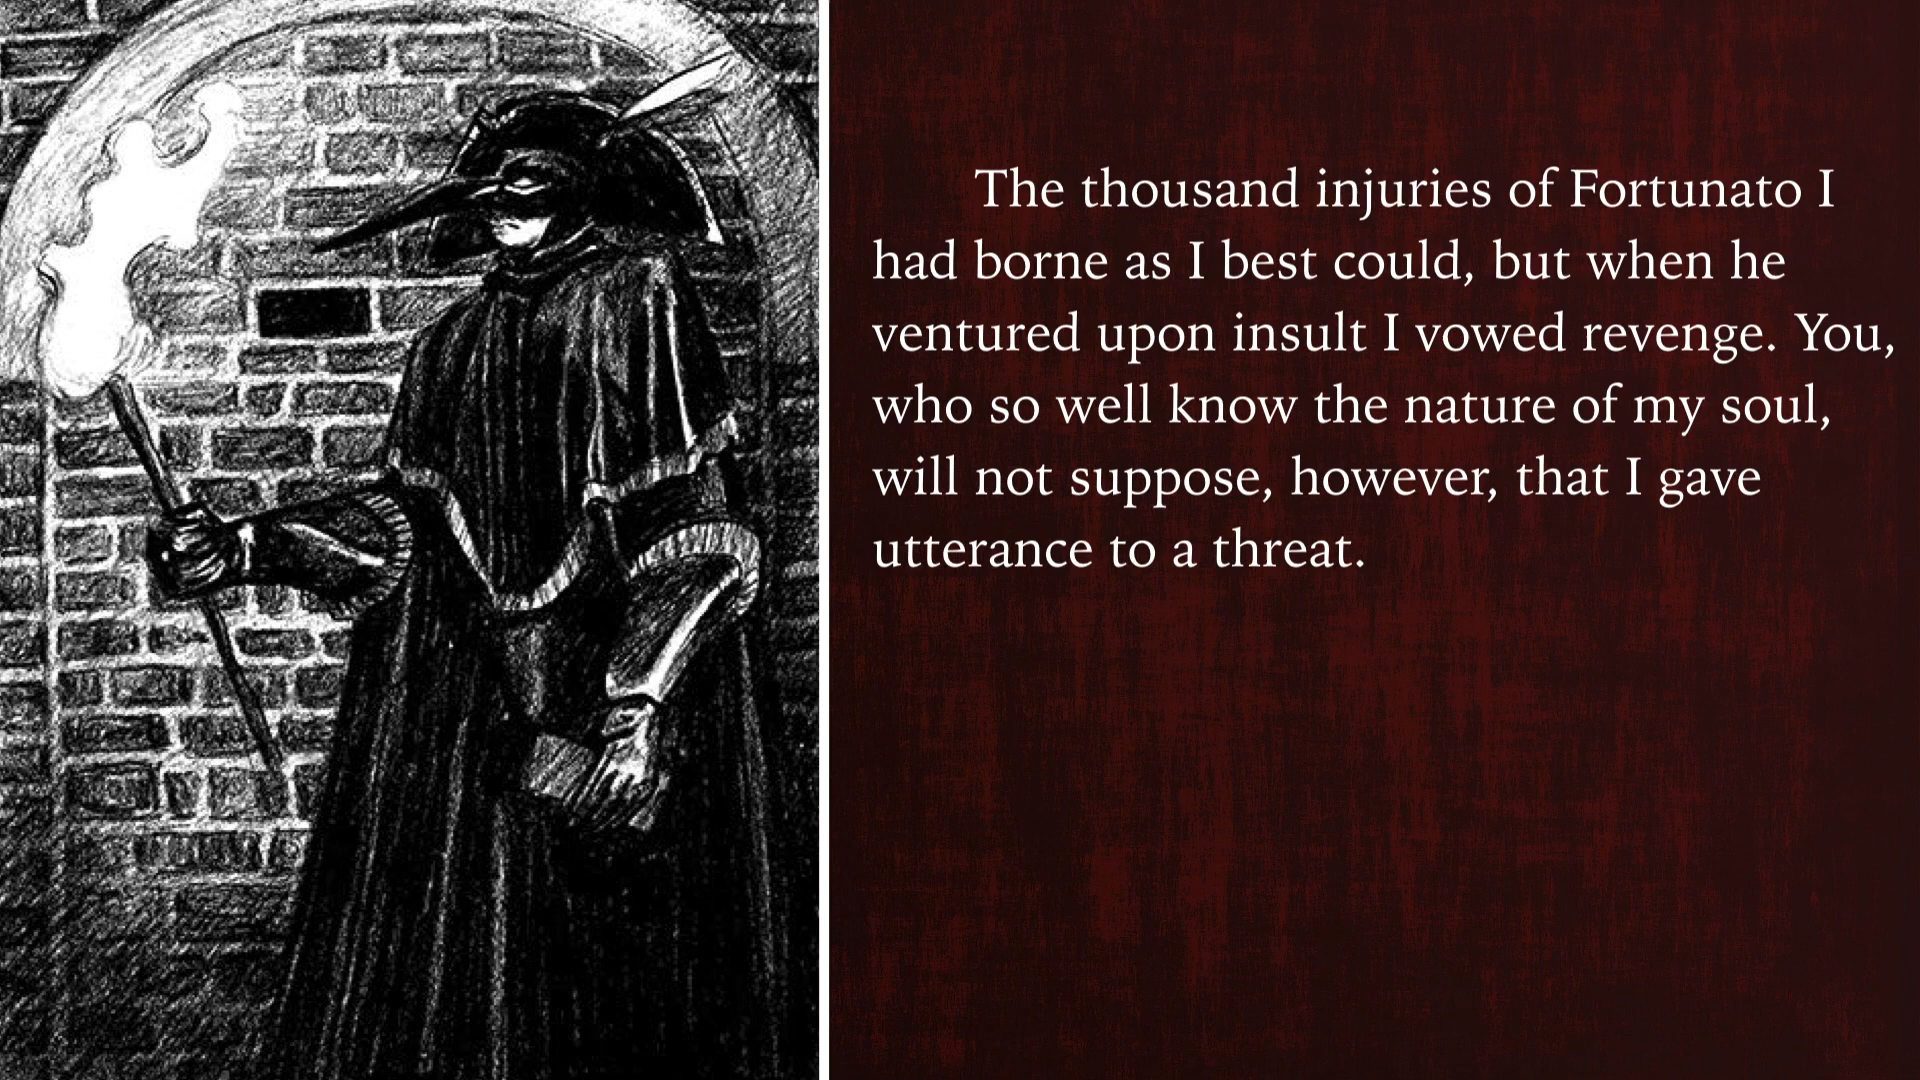 The thousand injuries of Fortunato I
had borne as I best could, but when he
ventured upon insult I vowed revenge. You,
who so well know the nature of my soul,
will not suppose, however, that I gave
utterance to a threat.